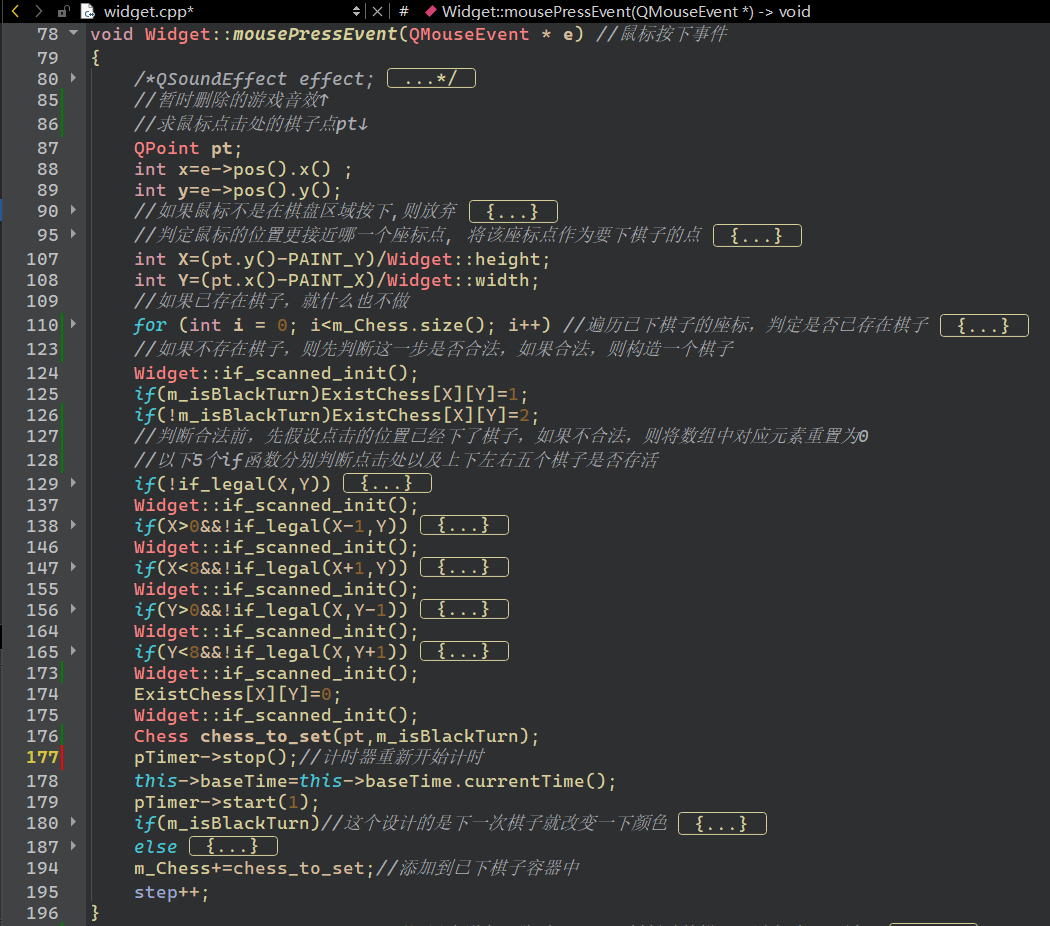 widget.cpp* # Widget::mousePressEvent(QMouseEvent *) -> void
78 void Widget::mousePressEvent(QMouseEvent * e) //鼠标按下事件
79 {
80 /*QSoundEffect effect; ...*/
85 //暂时删除的游戏音效↑
86 //求鼠标点击处的棋子点pt↓
87 QPoint pt;
88 int x=e->pos().x() ;
89 int y=e->pos().y();
90 //如果鼠标不是在棋盘区域按下,则放弃 {...}
95 //判定鼠标的位置更接近哪一个座标点, 将该座标点作为要下棋子的点 {...}
107 int X=(pt.y()-PAINT_Y)/Widget::height;
108 int Y=(pt.x()-PAINT_X)/Widget::width;
109 //如果已存在棋子，就什么也不做
110 for (int i = 0; i<m_Chess.size(); i++) //遍历已下棋子的座标，判定是否已存在棋子 {...}
123 //如果不存在棋子，则先判断这一步是否合法，如果合法，则构造一个棋子
124 Widget::if_scanned_init();
125 if(m_isBlackTurn)ExistChess[X][Y]=1;
126 if(!m_isBlackTurn)ExistChess[X][Y]=2;
127 //判断合法前，先假设点击的位置已经下了棋子，如果不合法，则将数组中对应元素重置为0
128 //以下5个if函数分别判断点击处以及上下左右五个棋子是否存活
129 if(!if_legal(X,Y)) {...}
137 Widget::if_scanned_init();
138 if(X>0&&!if_legal(X-1,Y)) {...}
146 Widget::if_scanned_init();
147 if(X<8&&!if_legal(X+1,Y)) {...}
155 Widget::if_scanned_init();
156 if(Y>0&&!if_legal(X,Y-1)) {...}
164 Widget::if_scanned_init();
165 if(Y<8&&!if_legal(X,Y+1)) {...}
173 Widget::if_scanned_init();
174 ExistChess[X][Y]=0;
175 Widget::if_scanned_init();
176 Chess chess_to_set(pt,m_isBlackTurn);
177 pTimer->stop();//计时器重新开始计时
178 this->baseTime=this->baseTime.currentTime();
179 pTimer->start(1);
180 if(m_isBlackTurn)//这个设计的是下一次棋子就改变一下颜色 {...}
187 else {...}
194 m_Chess+=chess_to_set;//添加到已下棋子容器中
195 step++;
196 }